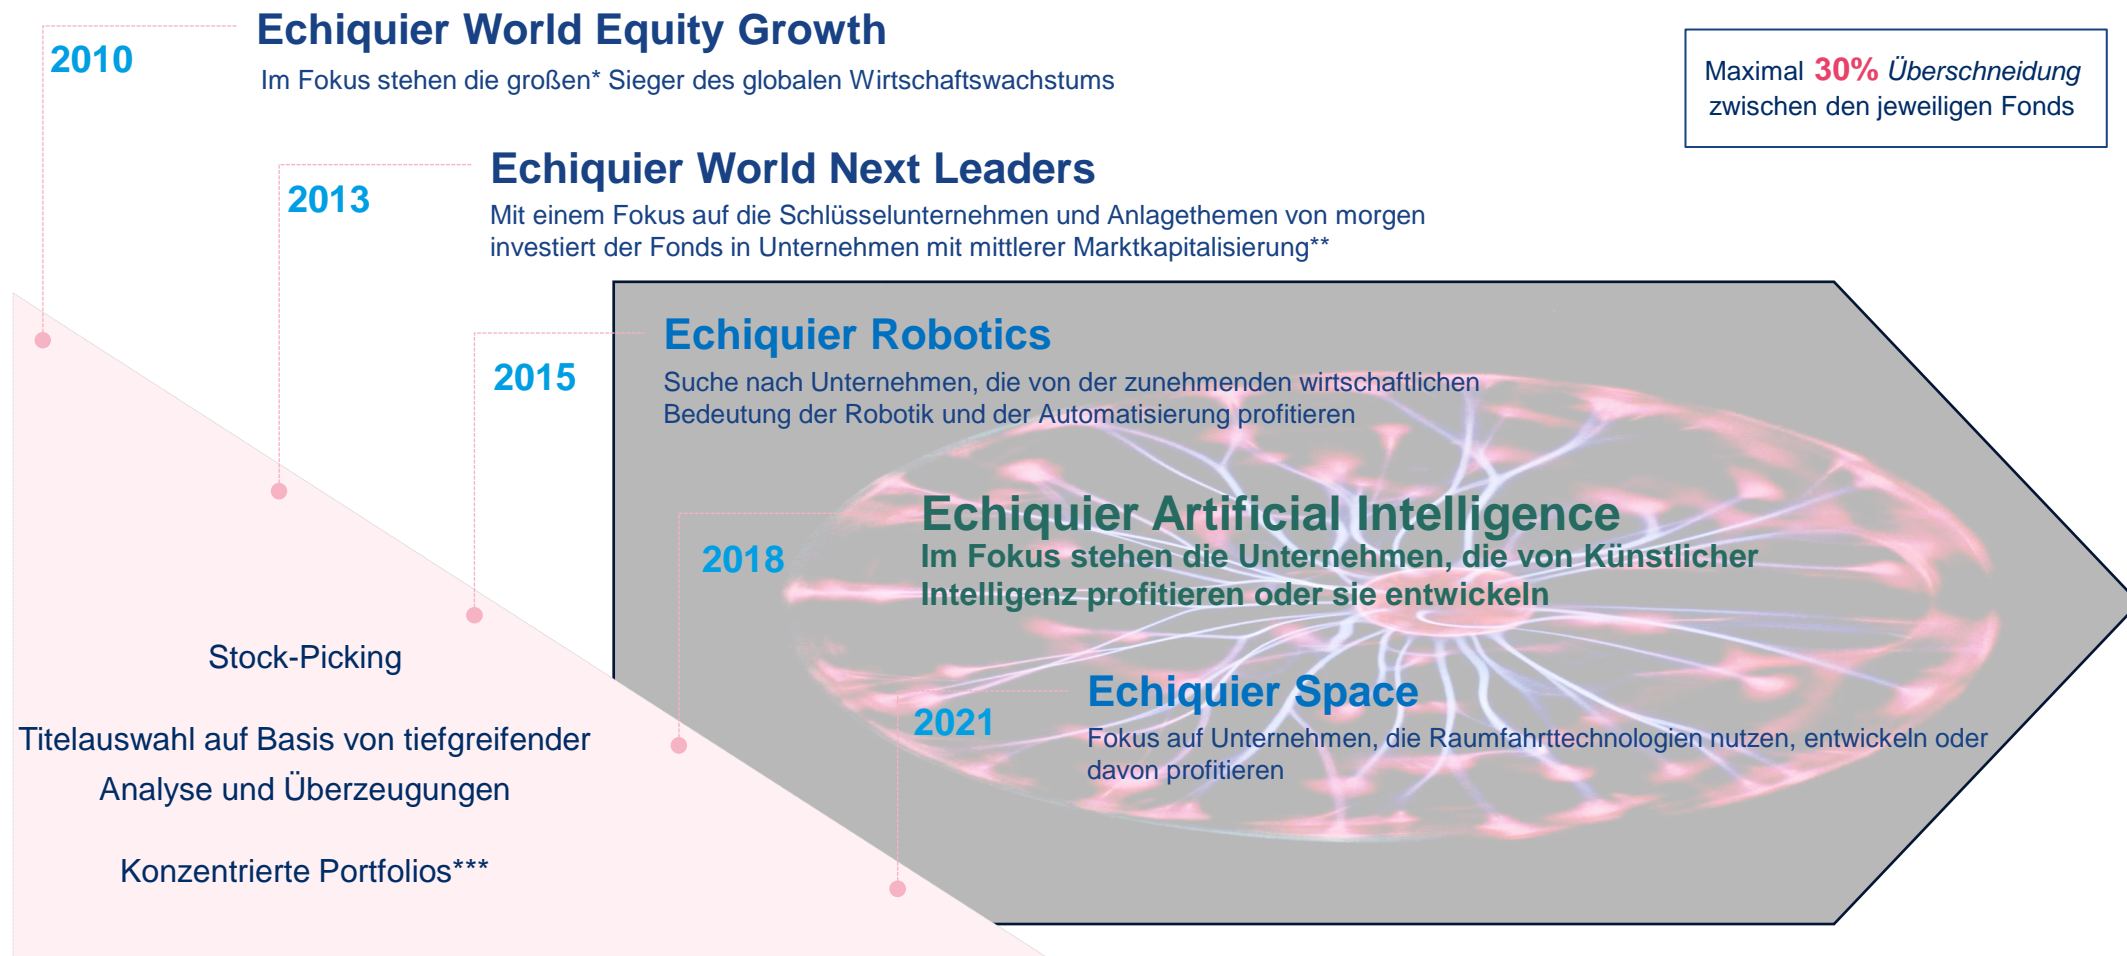 2010
Echiquier World Equity Growth
Im Fokus stehen die großen* Sieger des globalen Wirtschaftswachstums
Maximal 30% Überschneidung
zwischen den jeweiligen Fonds
2013
Echiquier World Next Leaders
Mit einem Fokus auf die Schlüsselunternehmen und Anlagethemen von morgen
investiert der Fonds in Unternehmen mit mittlerer Marktkapitalisierung**
2015
Echiquier Robotics
Suche nach Unternehmen, die von der zunehmenden wirtschaftlichen
Bedeutung der Robotik und der Automatisierung profitieren
2018
Echiquier Artificial Intelligence
Im Fokus stehen die Unternehmen, die von Künstlicher
Intelligenz profitieren oder sie entwickeln
2021
Echiquier Space
Fokus auf Unternehmen, die Raumfahrttechnologien nutzen, entwickeln oder
davon profitieren
Stock-Picking
Titelauswahl auf Basis von tiefgreifender
Analyse und Überzeugungen
Konzentrierte Portfolios***